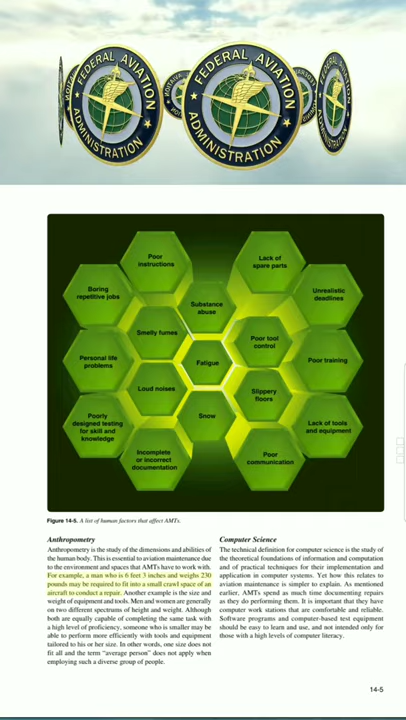 FEDERAL AVIATION
ADMINISTRATION
FEDERAL AVIATION
ADMINISTRATION
Poor
instructions
Lack of
spare parts
Boring
repetitive jobs
Substance
abuse
Unrealistic
deadlines
Smelly fumes
Poor tool
control
Personal life
problems
Fatigue
Poor training
Loud noises
Slippery
floors
Poorly
designed testing
for skill and
knowledge
Snow
Lack of tools
and equipment
Incomplete
or incorrect
documentation
Poor
communication
Figure 14-5. A list of human factors that affect AMTs.
Anthropometry
Anthropometry is the study of the dimensions and abilities of
the human body. This is essential to aviation maintenance due
to the environment and spaces that AMTs have to work with.
For example, a man who is 6 feet 3 inches and weighs 230
pounds may be required to fit into a small crawl space of an
aircraft to conduct a repair. Another example is the size and
weight of equipment and tools. Men and women are generally
on two different spectrums of height and weight. Although
both are equally capable of completing the same task with
a high level of proficiency, someone who is smaller may be
able to perform more efficiently with tools and equipment
tailored to his or her size. In other words, one size does not
fit all and the term “average person” does not apply when
employing such a diverse group of people.
Computer Science
The technical definition for computer science is the study of
the theoretical foundations of information and computation
and of practical techniques for their implementation and
application in computer systems. Yet how this relates to
aviation maintenance is simpler to explain. As mentioned
earlier, AMTs spend as much time documenting repairs
as they do performing them. It is important that they have
computer work stations that are comfortable and reliable.
Software programs and computer-based test equipment
should be easy to learn and use, and not intended only for
those with a high levels of computer literacy.
14-5